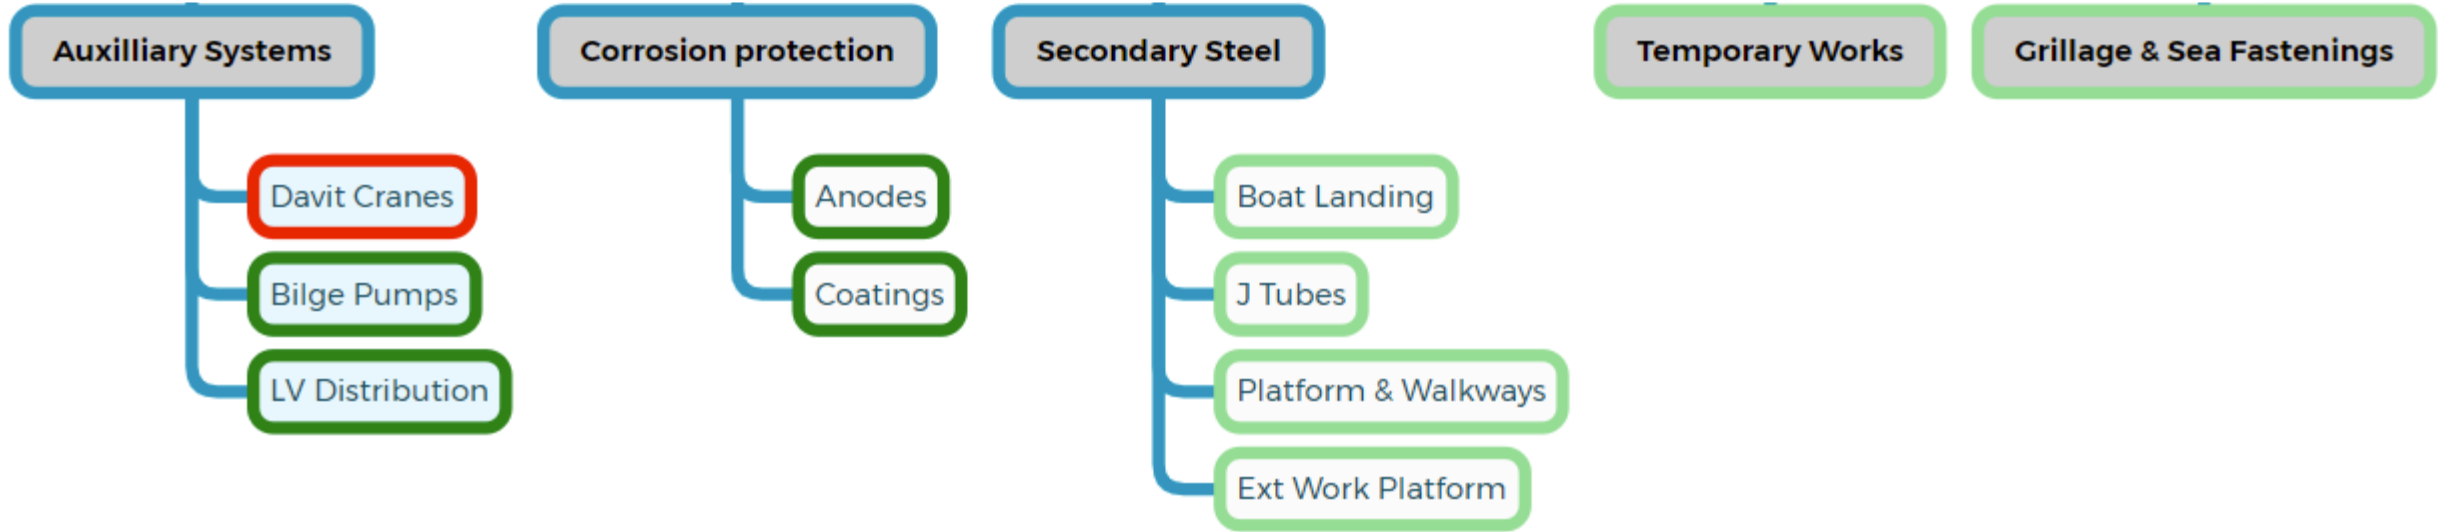 Auxilliary Systems
Corrosion protection
Secondary Steel
Temporary Works
Grillage & Sea Fastenings
Davit Cranes
Bilge Pumps
LV Distribution
Anodes
Coatings
Boat Landing
J Tubes
Platform & Walkways
Ext Work Platform